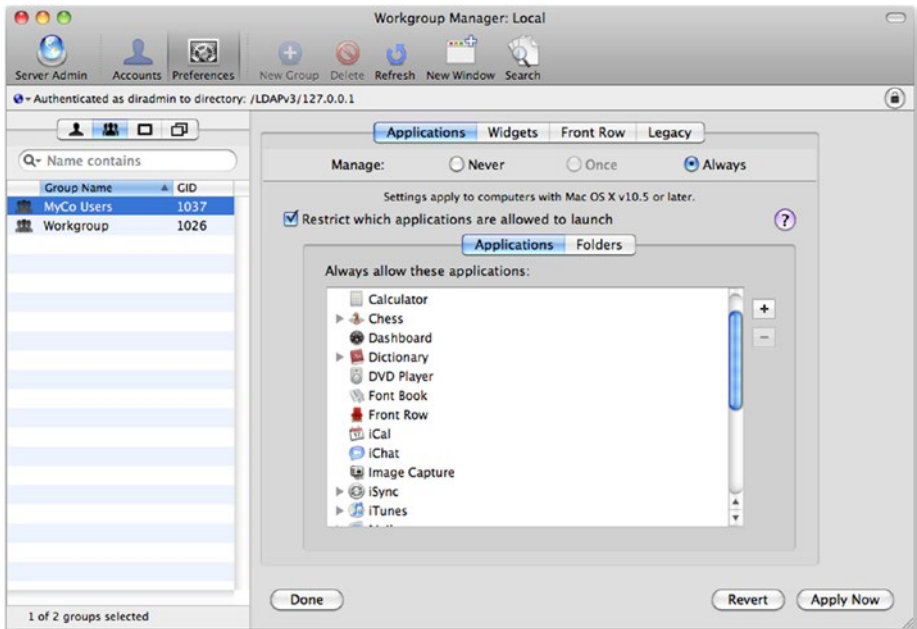 Workgroup Manager: Local
Server Admin Accounts Preferences New Group Delete Refresh New Window Search
Authenticated as diradmin to directory: /LDAPv3/127.0.0.1
Applications Widgets Front Row Legacy
Name contains
Manage: Never Once Always
Group Name GID
Settings apply to computers with Mac OS X v10.5 or later.
MyCo Users 1037
Restrict which applications are allowed to launch ?
Workgroup 1026
Applications Folders
Always allow these applications:
Calculator
Chess
Dashboard
Dictionary
DVD Player
Font Book
Front Row
iCal
iChat
Image Capture
iSync
iTunes
Done Revert Apply Now
1 of 2 groups selected